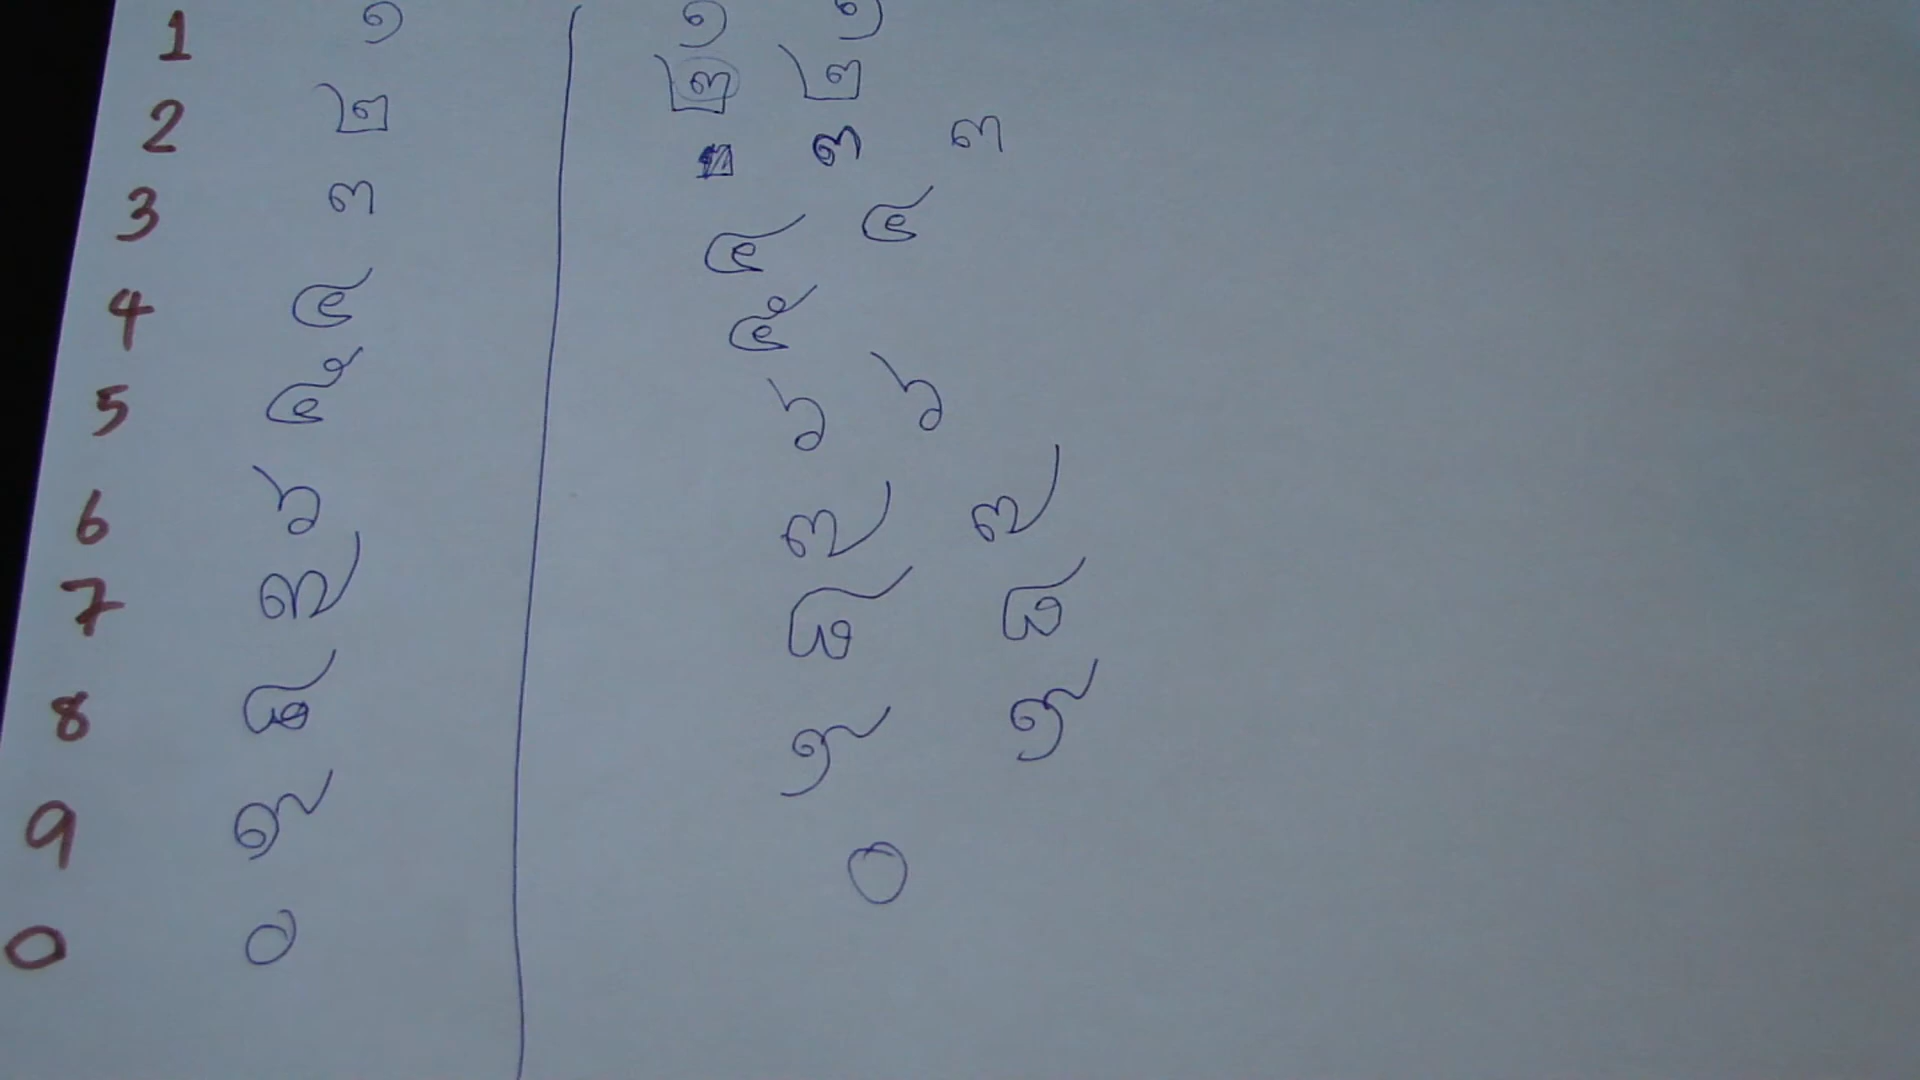 1 ๑ ๑ ๑
2 ๒ ๒ ๒
3 ๓ ๓ ๓
4 ๔ ๔ ๔
5 ๕ ๕
6 ๖ ๖ ๖
7 ๗ ๗ ๗
8 ๘ ๘ ๘
9 ๙ ๙ ๙
0 ๐ ๐